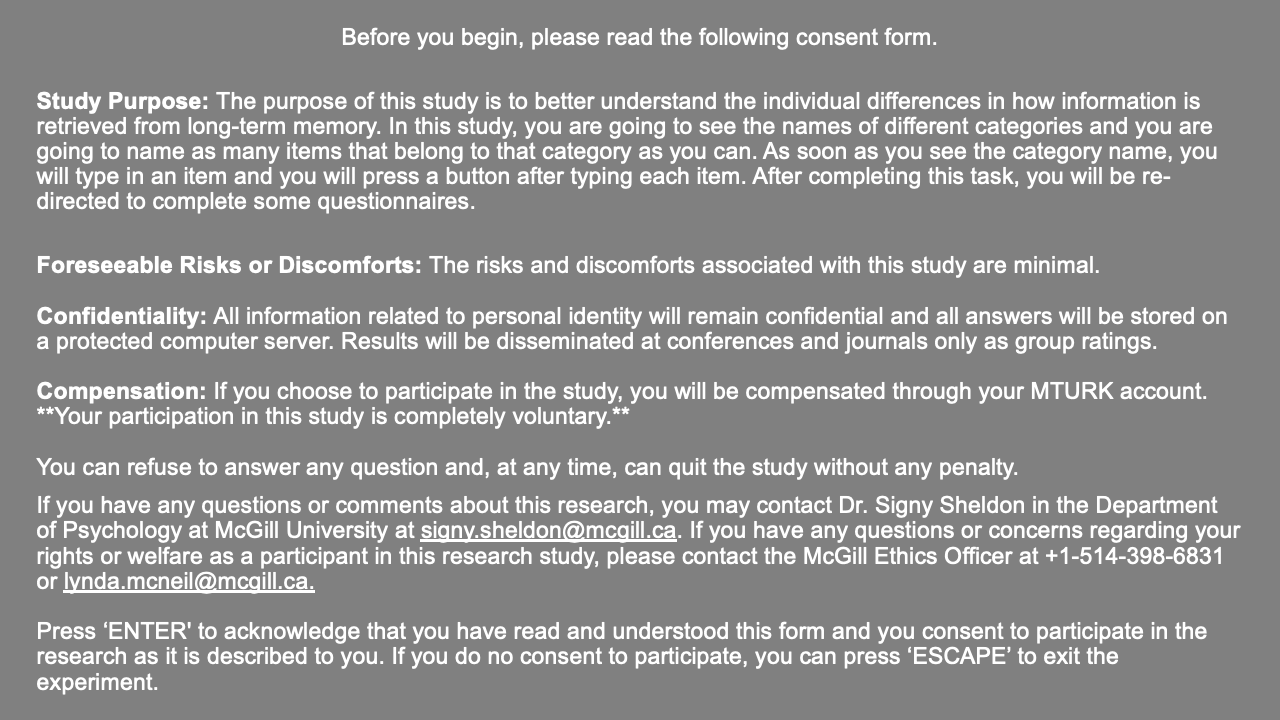 Before you begin, please read the following consent form.
Study Purpose: The purpose of this study is to better understand the individual differences in how information is
retrieved from long-term memory. In this study, you are going to see the names of different categories and you are
going to name as many items that belong to that category as you can. As soon as you see the category name, you
will type in an item and you will press a button after typing each item. After completing this task, you will be re-
directed to complete some questionnaires.
Foreseeable Risks or Discomforts: The risks and discomforts associated with this study are minimal.
Confidentiality: All information related to personal identity will remain confidential and all answers will be stored on
a protected computer server. Results will be disseminated at conferences and journals only as group ratings.
Compensation: If you choose to participate in the study, you will be compensated through your MTURK account.
**Your participation in this study is completely voluntary.**
You can refuse to answer any question and, at any time, can quit the study without any penalty.
If you have any questions or comments about this research, you may contact Dr. Signy Sheldon in the Department
of Psychology at McGill University at signy.sheldon@mcgill.ca. If you have any questions or concerns regarding your
rights or welfare as a participant in this research study, please contact the McGill Ethics Officer at +1-514-398-6831
or lynda.mcneil@mcgill.ca.
Press ‘ENTER' to acknowledge that you have read and understood this form and you consent to participate in the
research as it is described to you. If you do no consent to participate, you can press ‘ESCAPE’ to exit the
experiment.